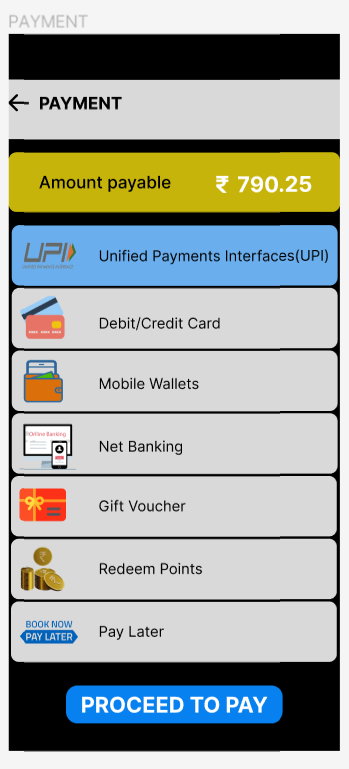 PAYMENT
PAYMENT
Amount payable ₹ 790.25
UPI
Unified Payments Interfaces(UPI)
Debit/Credit Card
Mobile Wallets
Online Banking
Net Banking
Gift Voucher
₹
Redeem Points
BOOK NOW
PAY LATER
Pay Later
PROCEED TO PAY